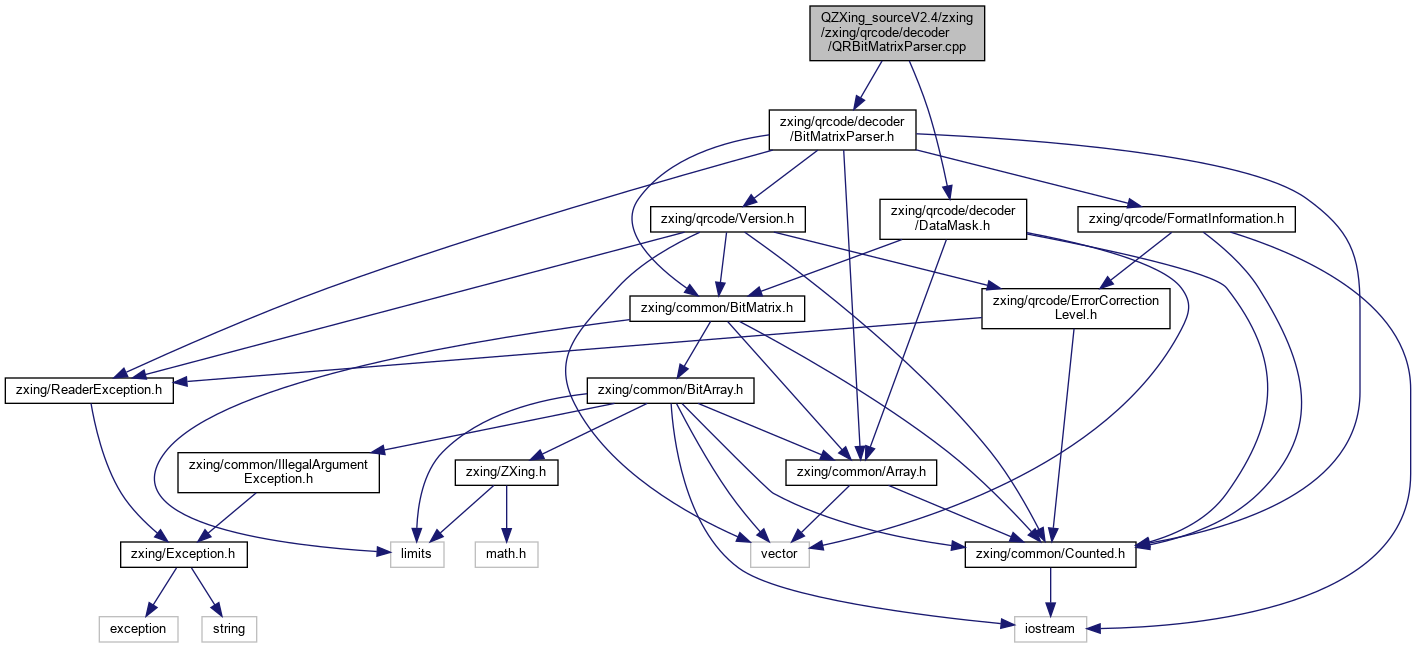 QZXing_sourceV2.4/zxing
/zxing/qrcode/decoder
/QRBitMatrixParser.cpp
zxing/qrcode/decoder
/BitMatrixParser.h
zxing/qrcode/Version.h
zxing/qrcode/decoder
/DataMask.h
zxing/qrcode/FormatInformation.h
zxing/common/BitMatrix.h
zxing/qrcode/ErrorCorrection
Level.h
zxing/ReaderException.h
zxing/common/BitArray.h
zxing/common/IllegalArgument
Exception.h
zxing/ZXing.h
zxing/common/Array.h
zxing/Exception.h
limits
math.h
vector
zxing/common/Counted.h
exception
string
iostream